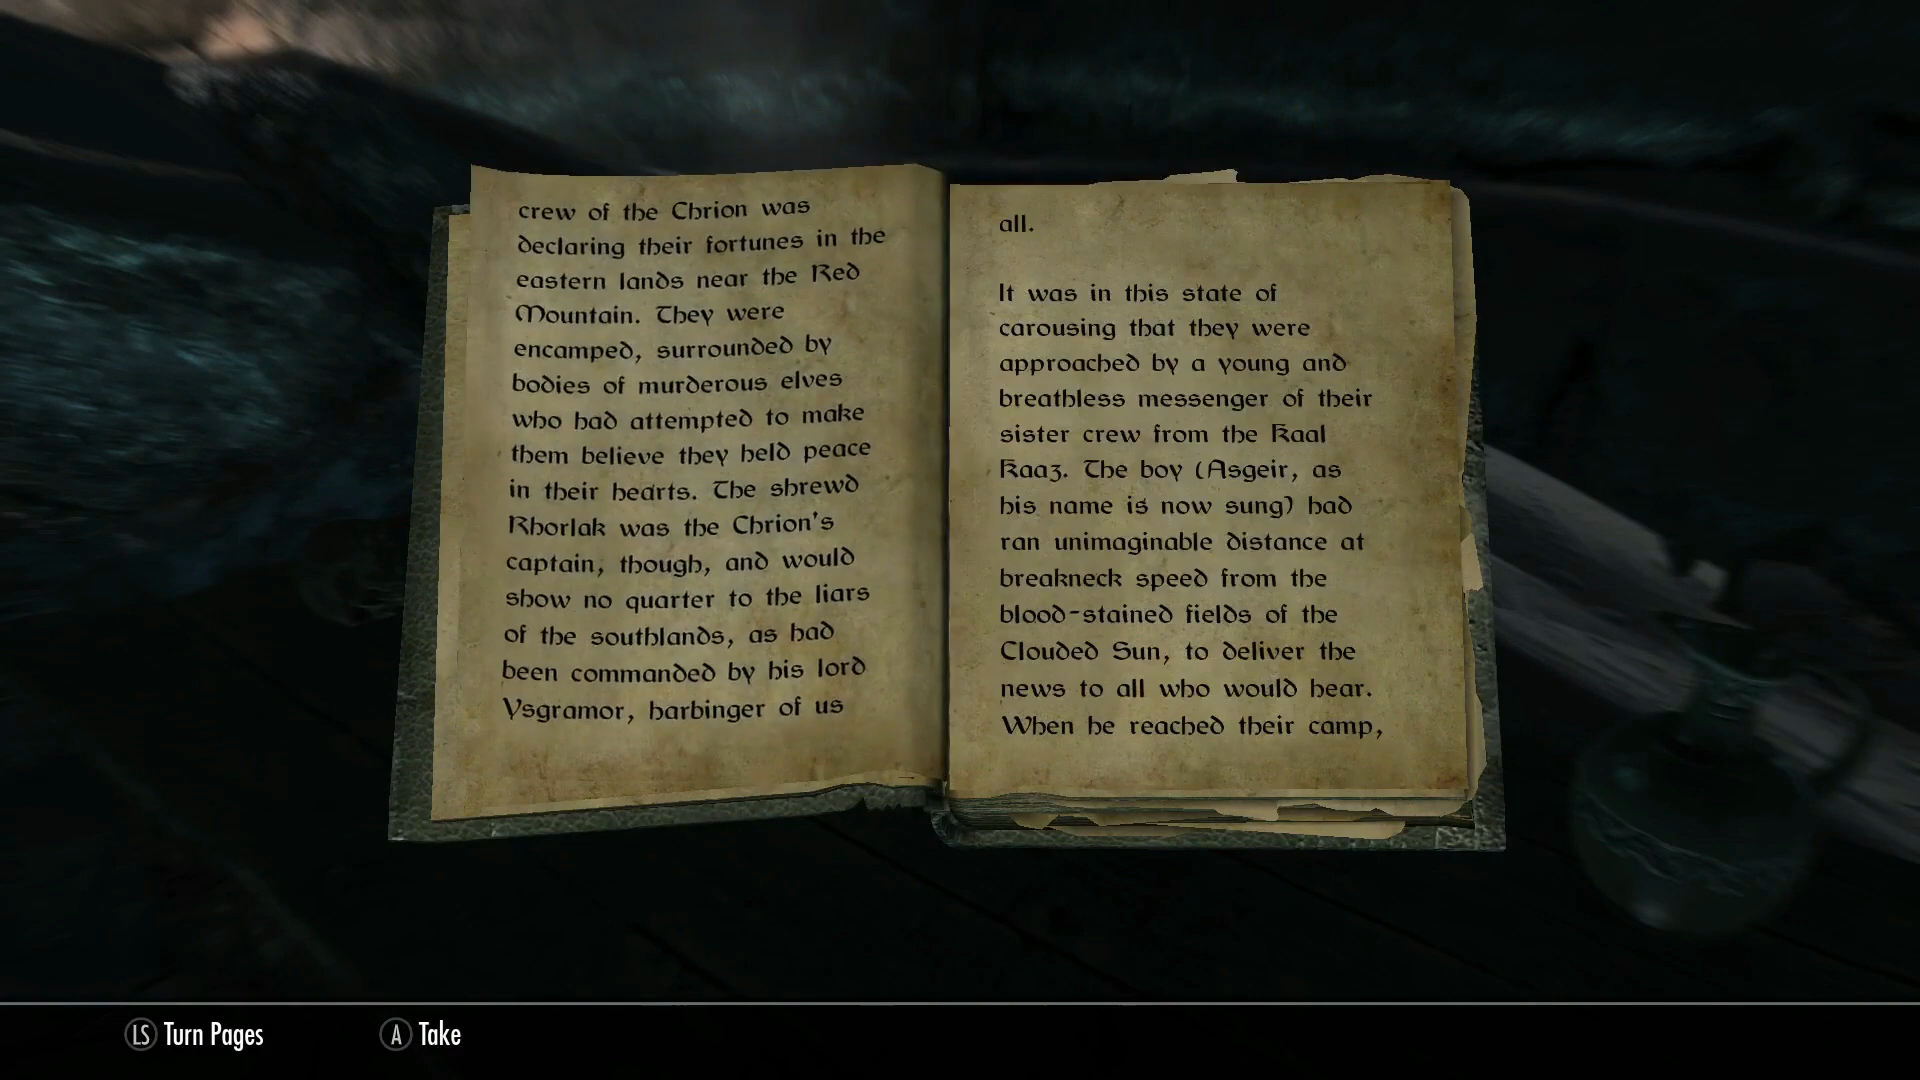 crew of the Chrion was
declaring their fortunes in the
eastern lands near the Red
Mountain. They were
encamped, surrounded by
bodies of murderous elves
who had attempted to make
them believe they held peace
in their hearts. The shrewd
Rhorlak was the Chrion's
captain, though, and would
show no quarter to the liars
of the southlands, as had
been commanded by his lord
Ysgramor, harbinger of us
all.
It was in this state of
carousing that they were
approached by a young and
breathless messenger of their
sister crew from the Kaal
Kaaz. The boy (Asgeir, as
his name is now sung) had
ran unimaginable distance at
breakneck speed from the
blood-stained fields of the
Clouded Sun, to deliver the
news to all who would hear.
When he reached their camp,
LS Turn Pages
A Take